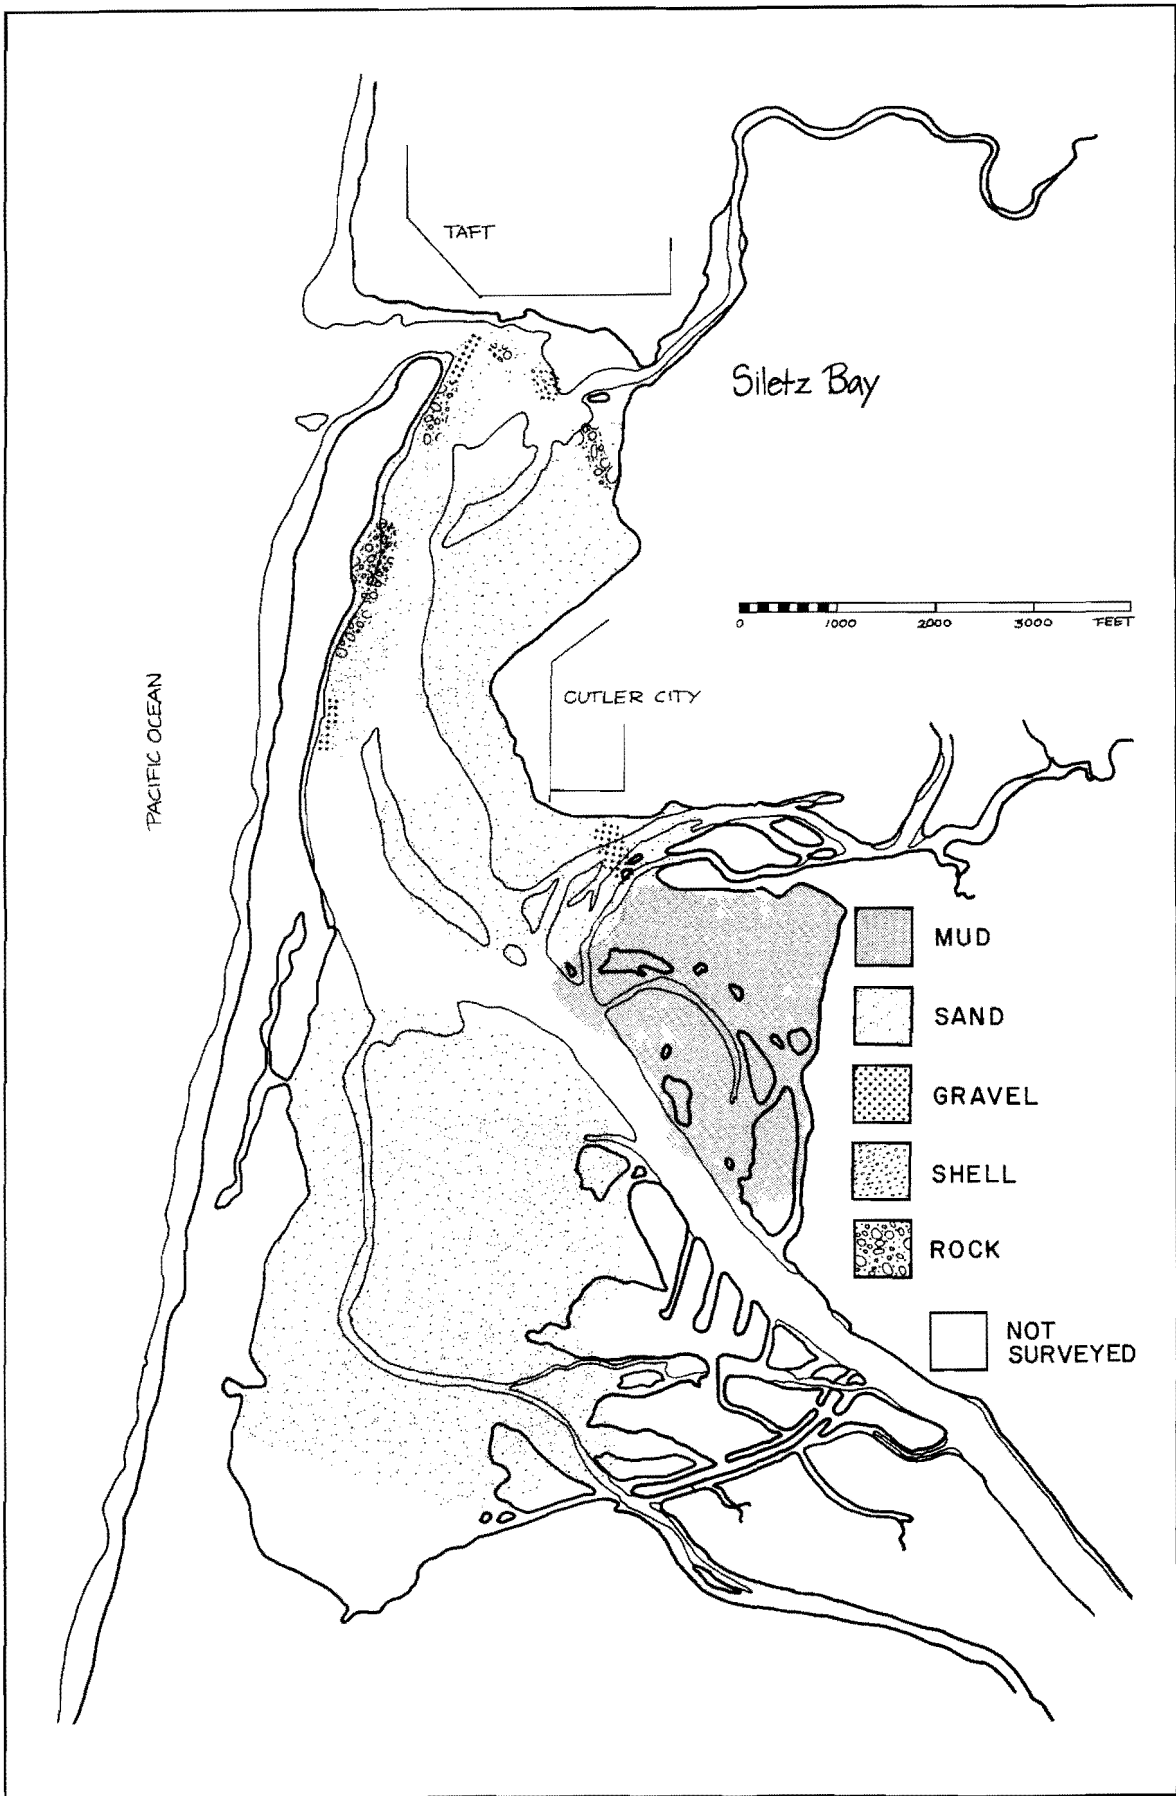 TAFT
Siletz Bay
0 1000 2000 3000 FEET
CUTLER CITY
PACIFIC OCEAN
MUD
SAND
GRAVEL
SHELL
ROCK
NOT
SURVEYED